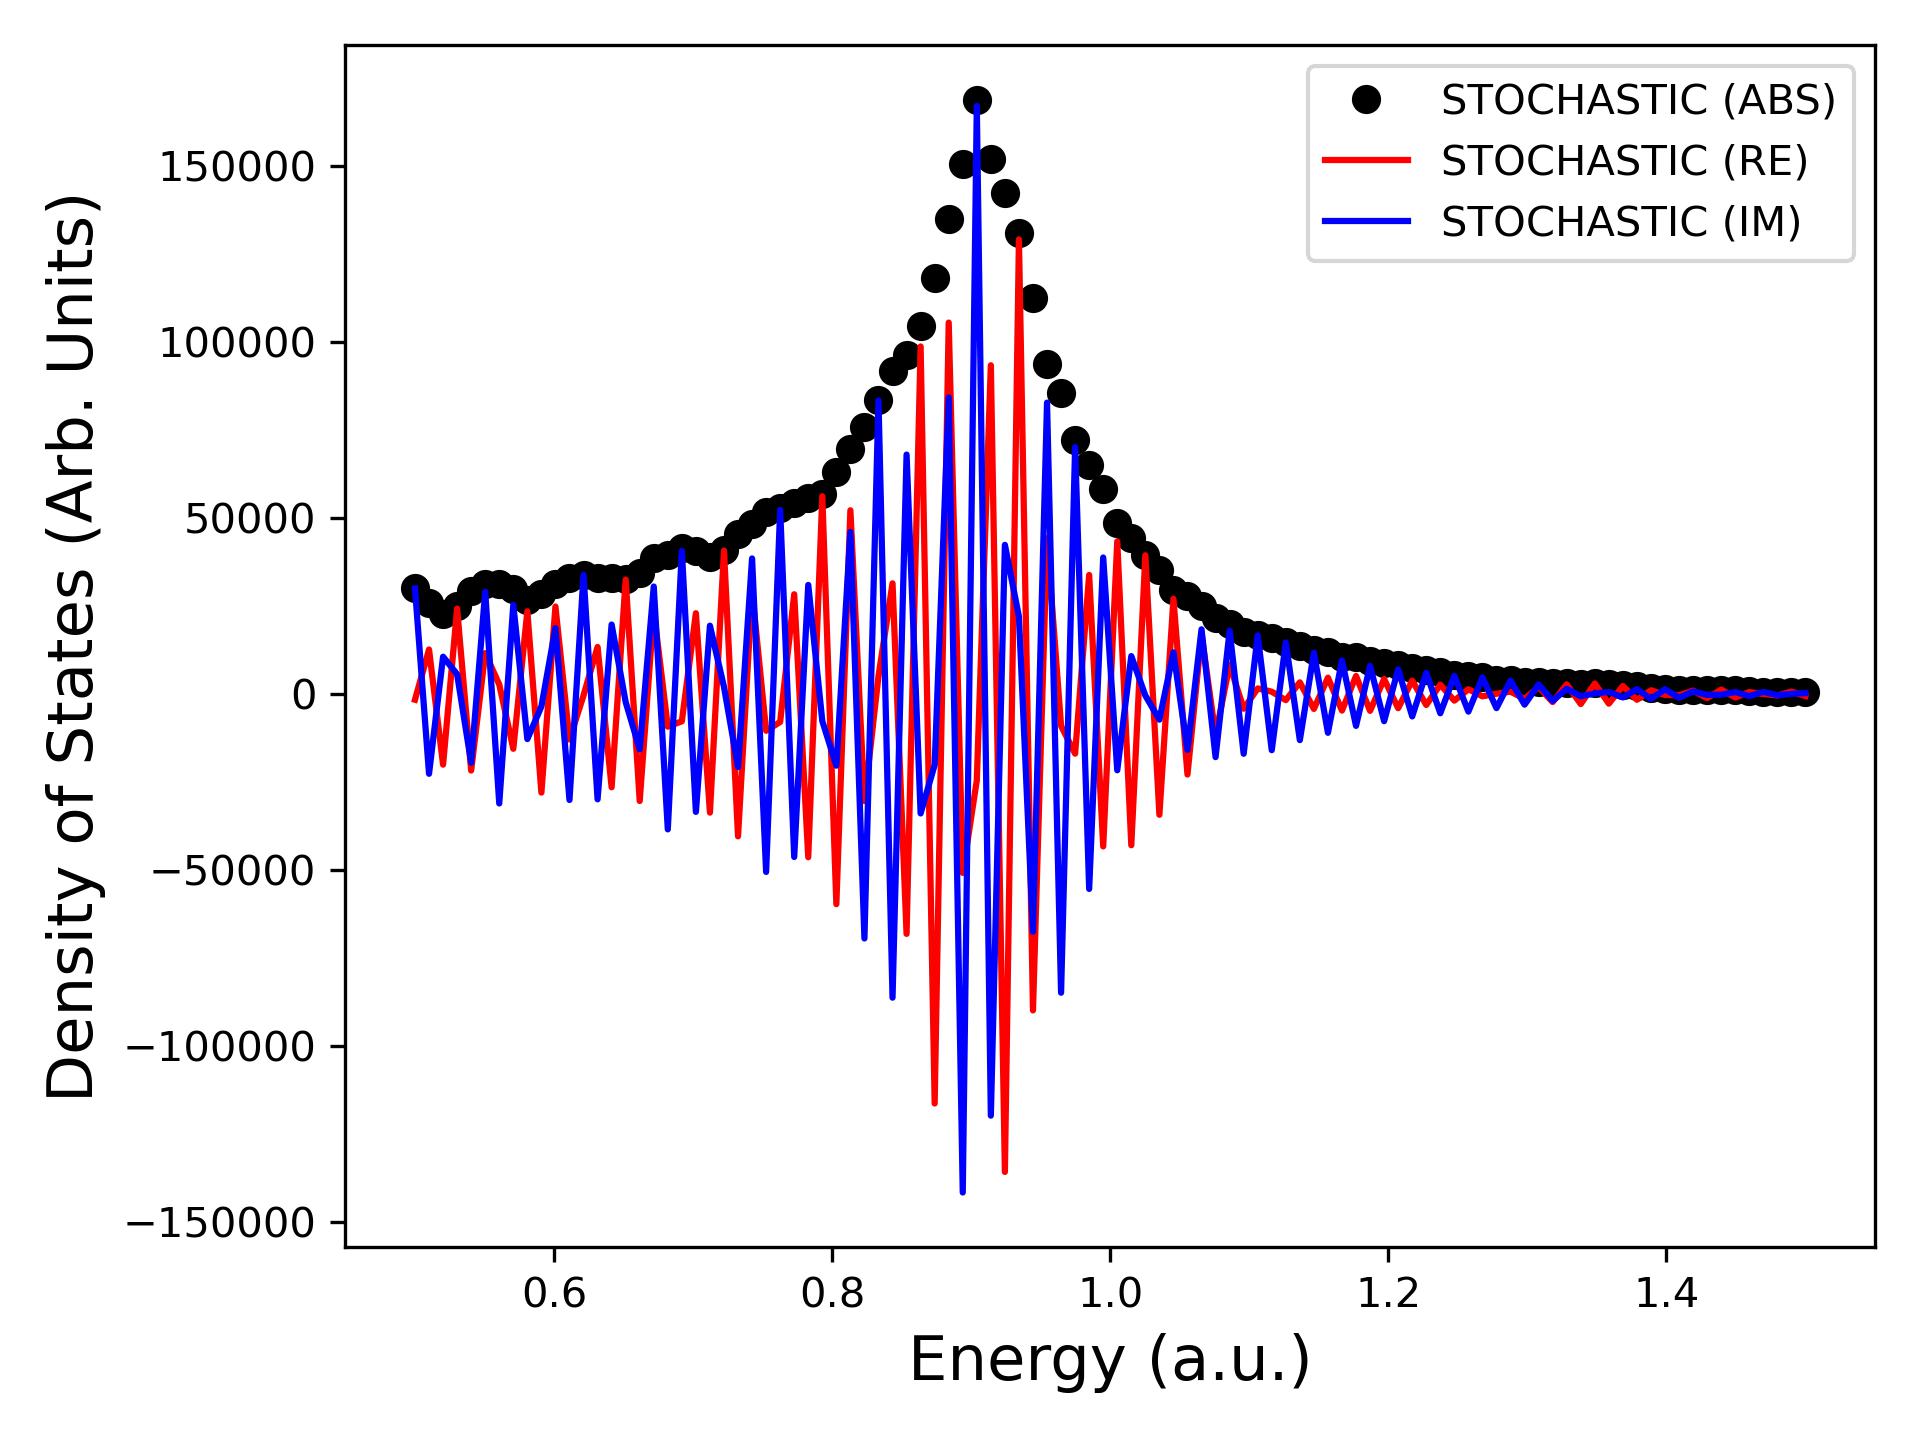 STOCHASTIC (ABS)
STOCHASTIC (RE)
STOCHASTIC (IM)
150000
100000
50000
0
−50000
−100000
−150000
Density of States (Arb. Units)
0.6 0.8 1.0 1.2 1.4
Energy (a.u.)